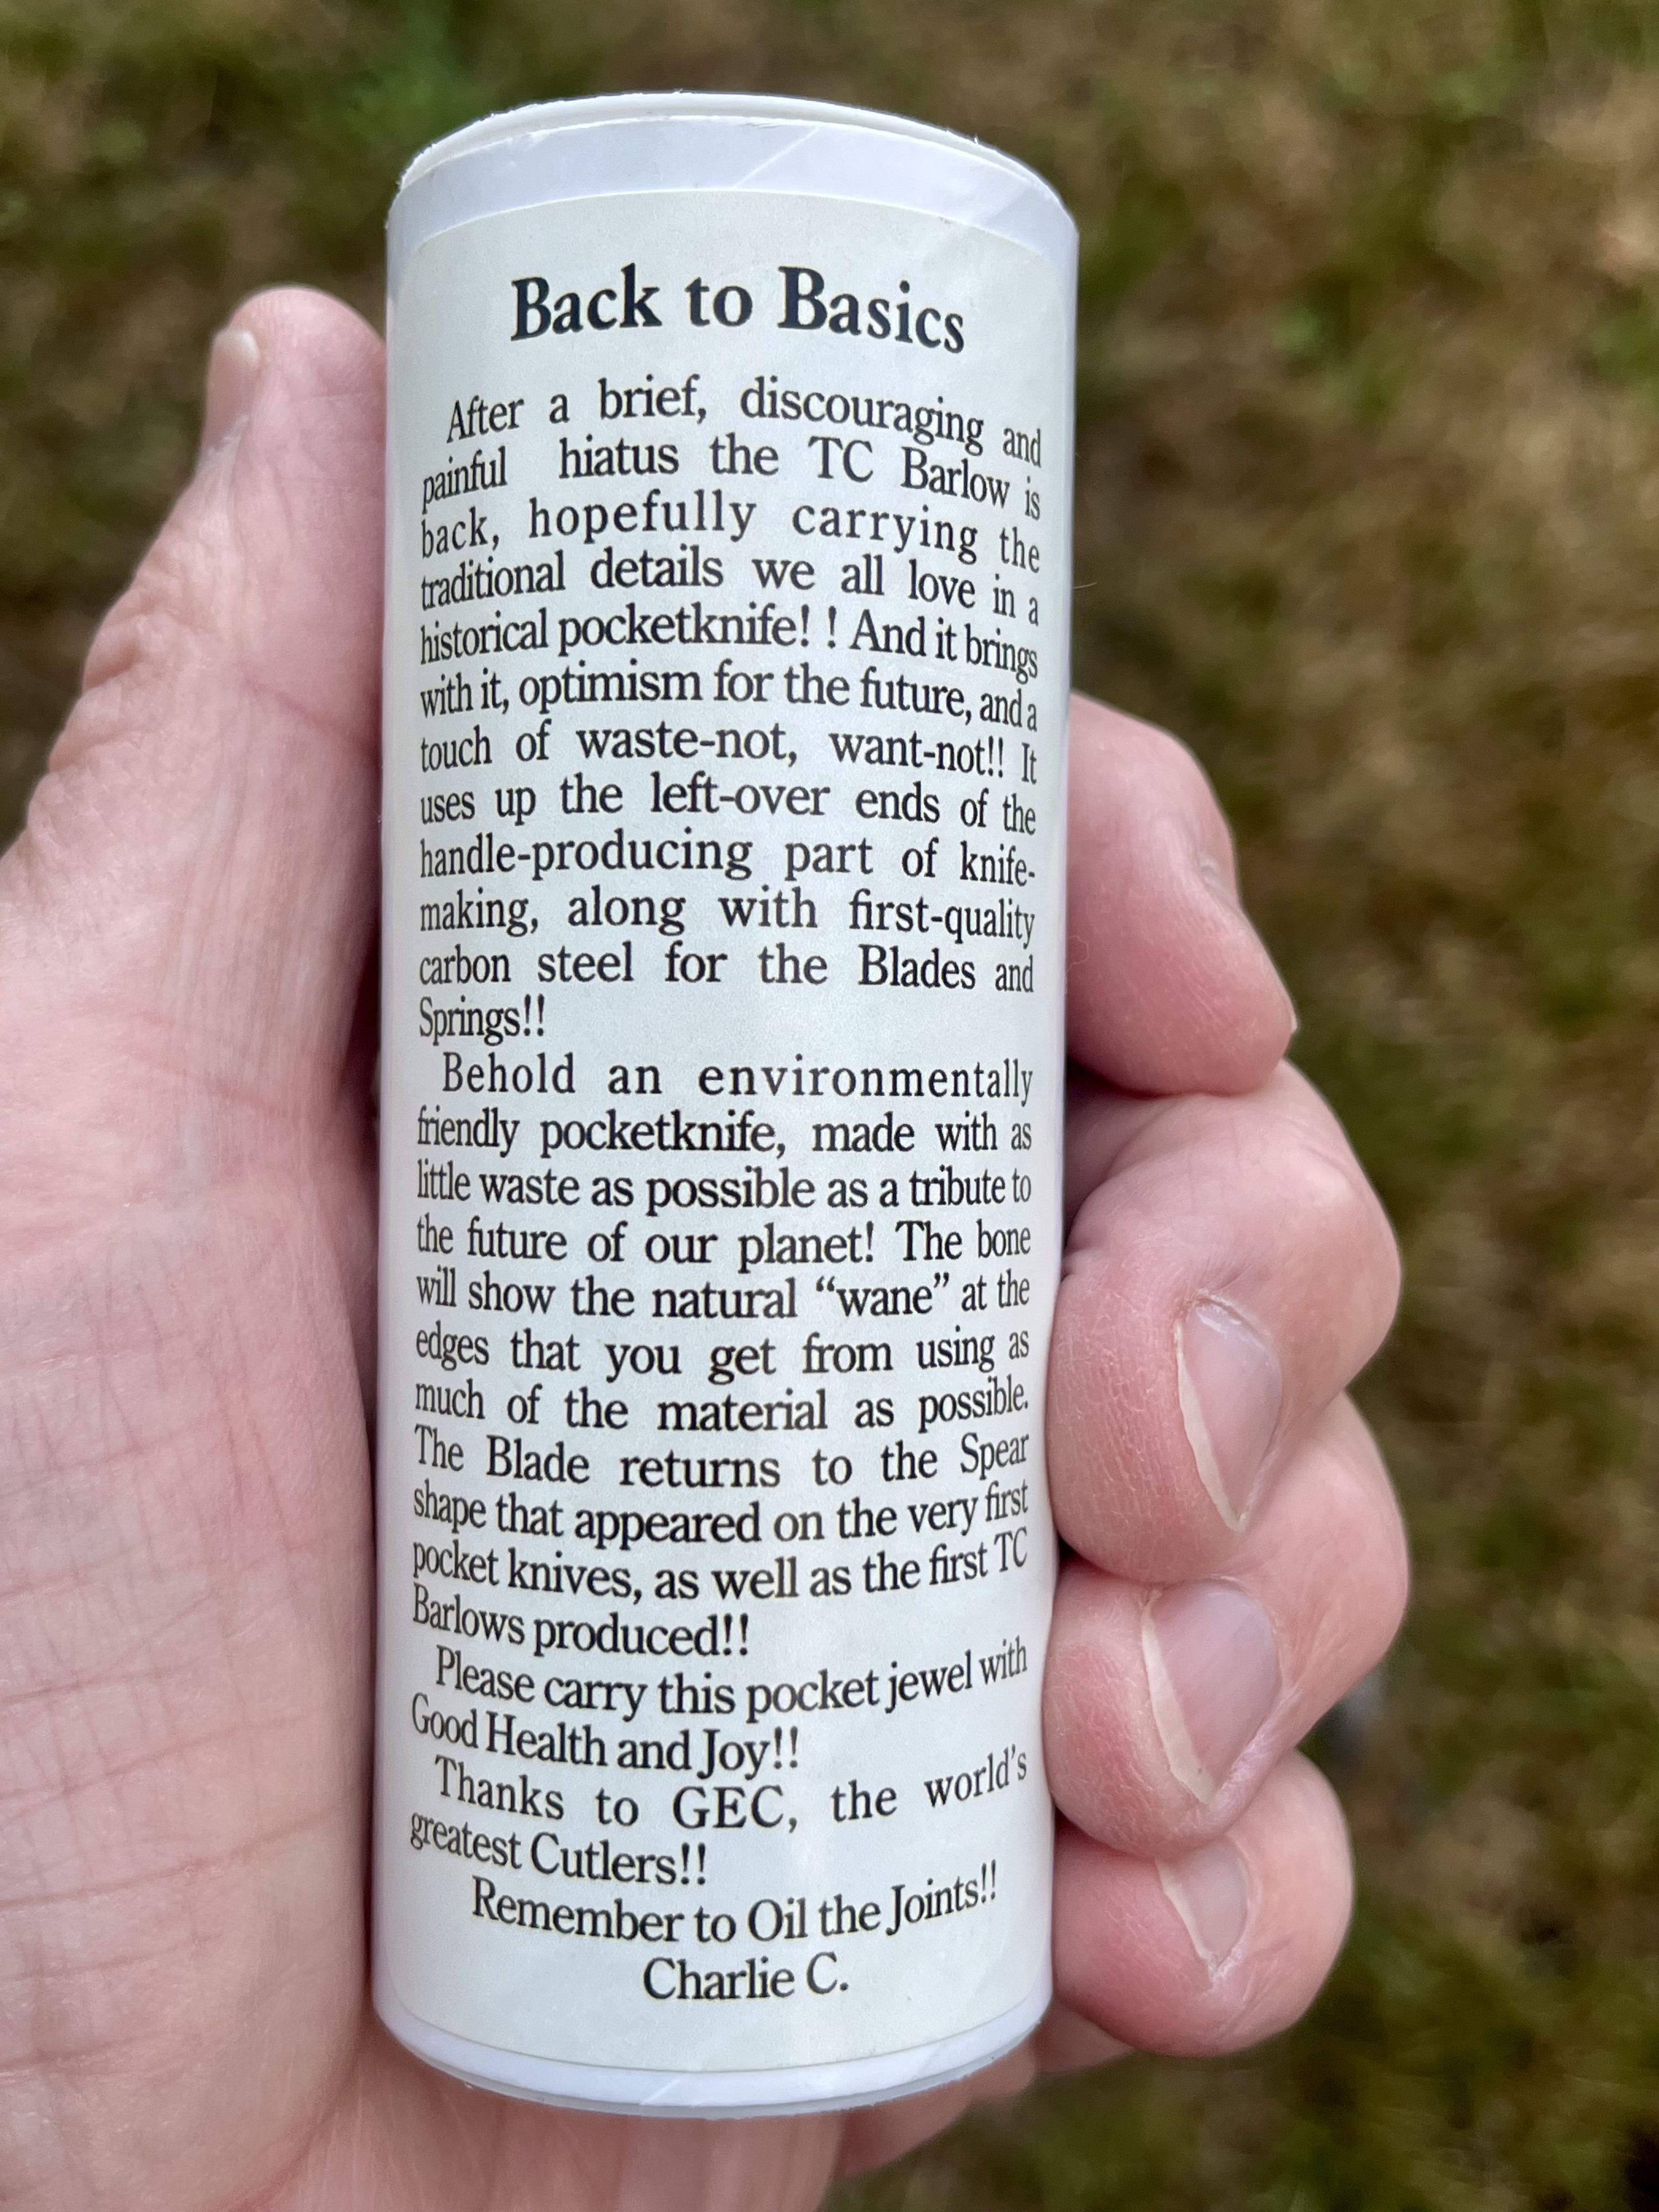 Back to Basics
After a brief, discouraging and
painful hiatus the TC Barlow is
back, hopefully carrying the
traditional details we all love in a
historical pocketknife! ! And it brings
with it, optimism for the future, and a
touch of waste-not, want-not!! It
uses up the left-over ends of the
handle-producing part of knife-
making, along with first-quality
carbon steel for the Blades and
Springs!!
Behold an environmentally
friendly pocketknife, made with as
little waste as possible as a tribute to
the future of our planet! The bone
will show the natural “wane” at the
edges that you get from using as
much of the material as possible.
The Blade returns to the Spear
shape that appeared on the very first
pocket knives, as well as the first TC
Barlows produced!!
Please carry this pocket jewel with
Good Health and Joy!!
Thanks to GEC, the world’s
greatest Cutlers!!
Remember to Oil the Joints!!
Charlie C.